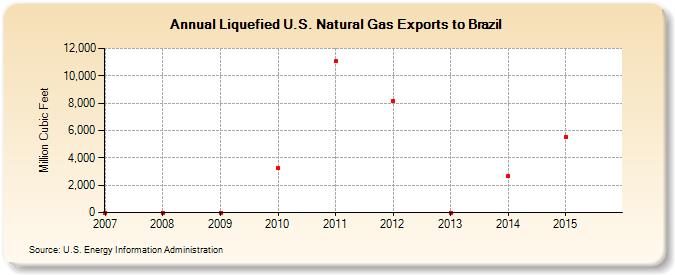 Annual Liquefied U.S. Natural Gas Exports to Brazil
Million Cubic Feet
12,000
10,000
8,000
6,000
4,000
2,000
0
2007 2008 2009 2010 2011 2012 2013 2014 2015
Source: U.S. Energy Information Administration